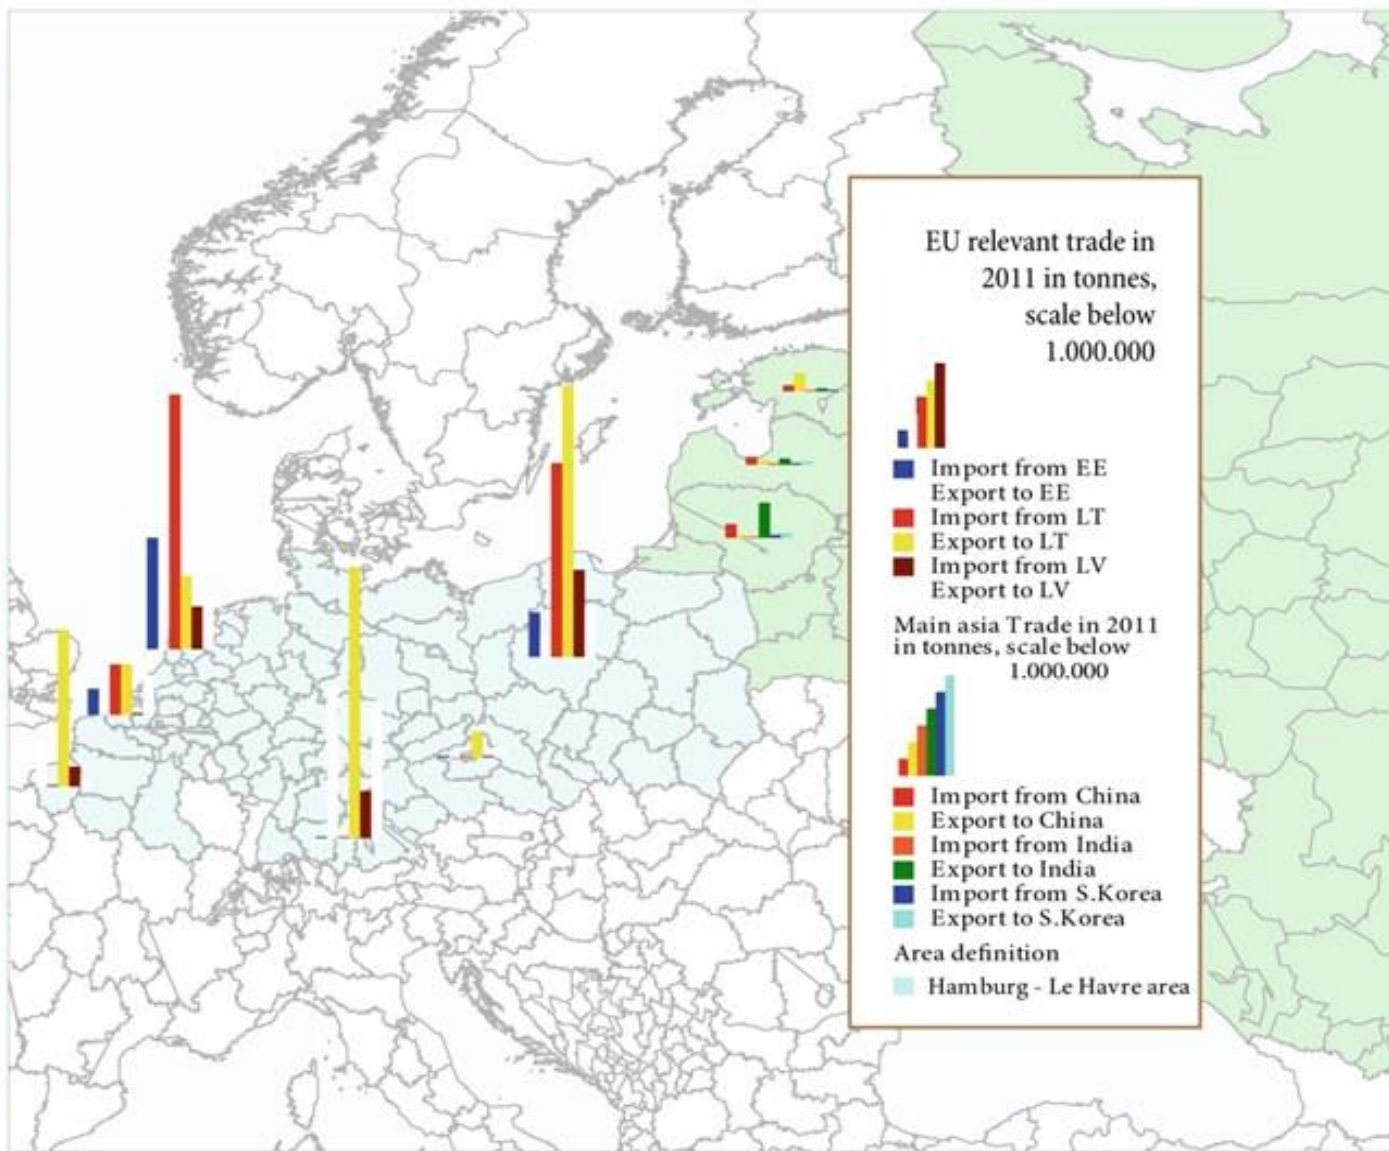 EU relevant trade in
2011 in tonnes,
scale below
1.000.000
Import from EE
Export to EE
Import from LT
Export to LT
Import from LV
Export to LV
Main asia Trade in 2011
in tonnes, scale below
1.000.000
Import from China
Export to China
Import from India
Export to India
Import from S.Korea
Export to S.Korea
Area definition
Hamburg - Le Havre area